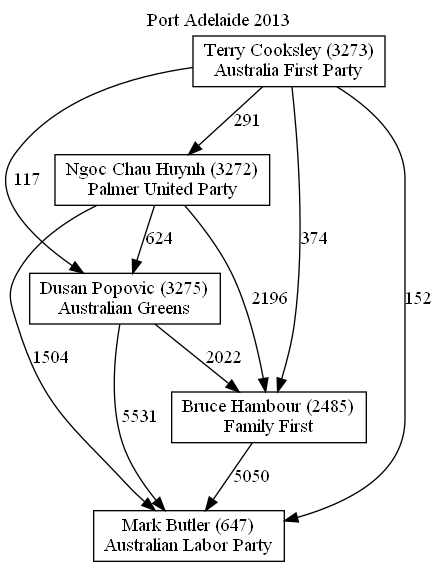 Port Adelaide 2013
Terry Cooksley (3273)
Australia First Party
291
Ngoc Chau Huynh (3272)
Palmer United Party
117
624
374
Dusan Popovic (3275)
Australian Greens
2196
152
1504
2022
Bruce Hambour (2485)
Family First
5531
5050
Mark Butler (647)
Australian Labor Party